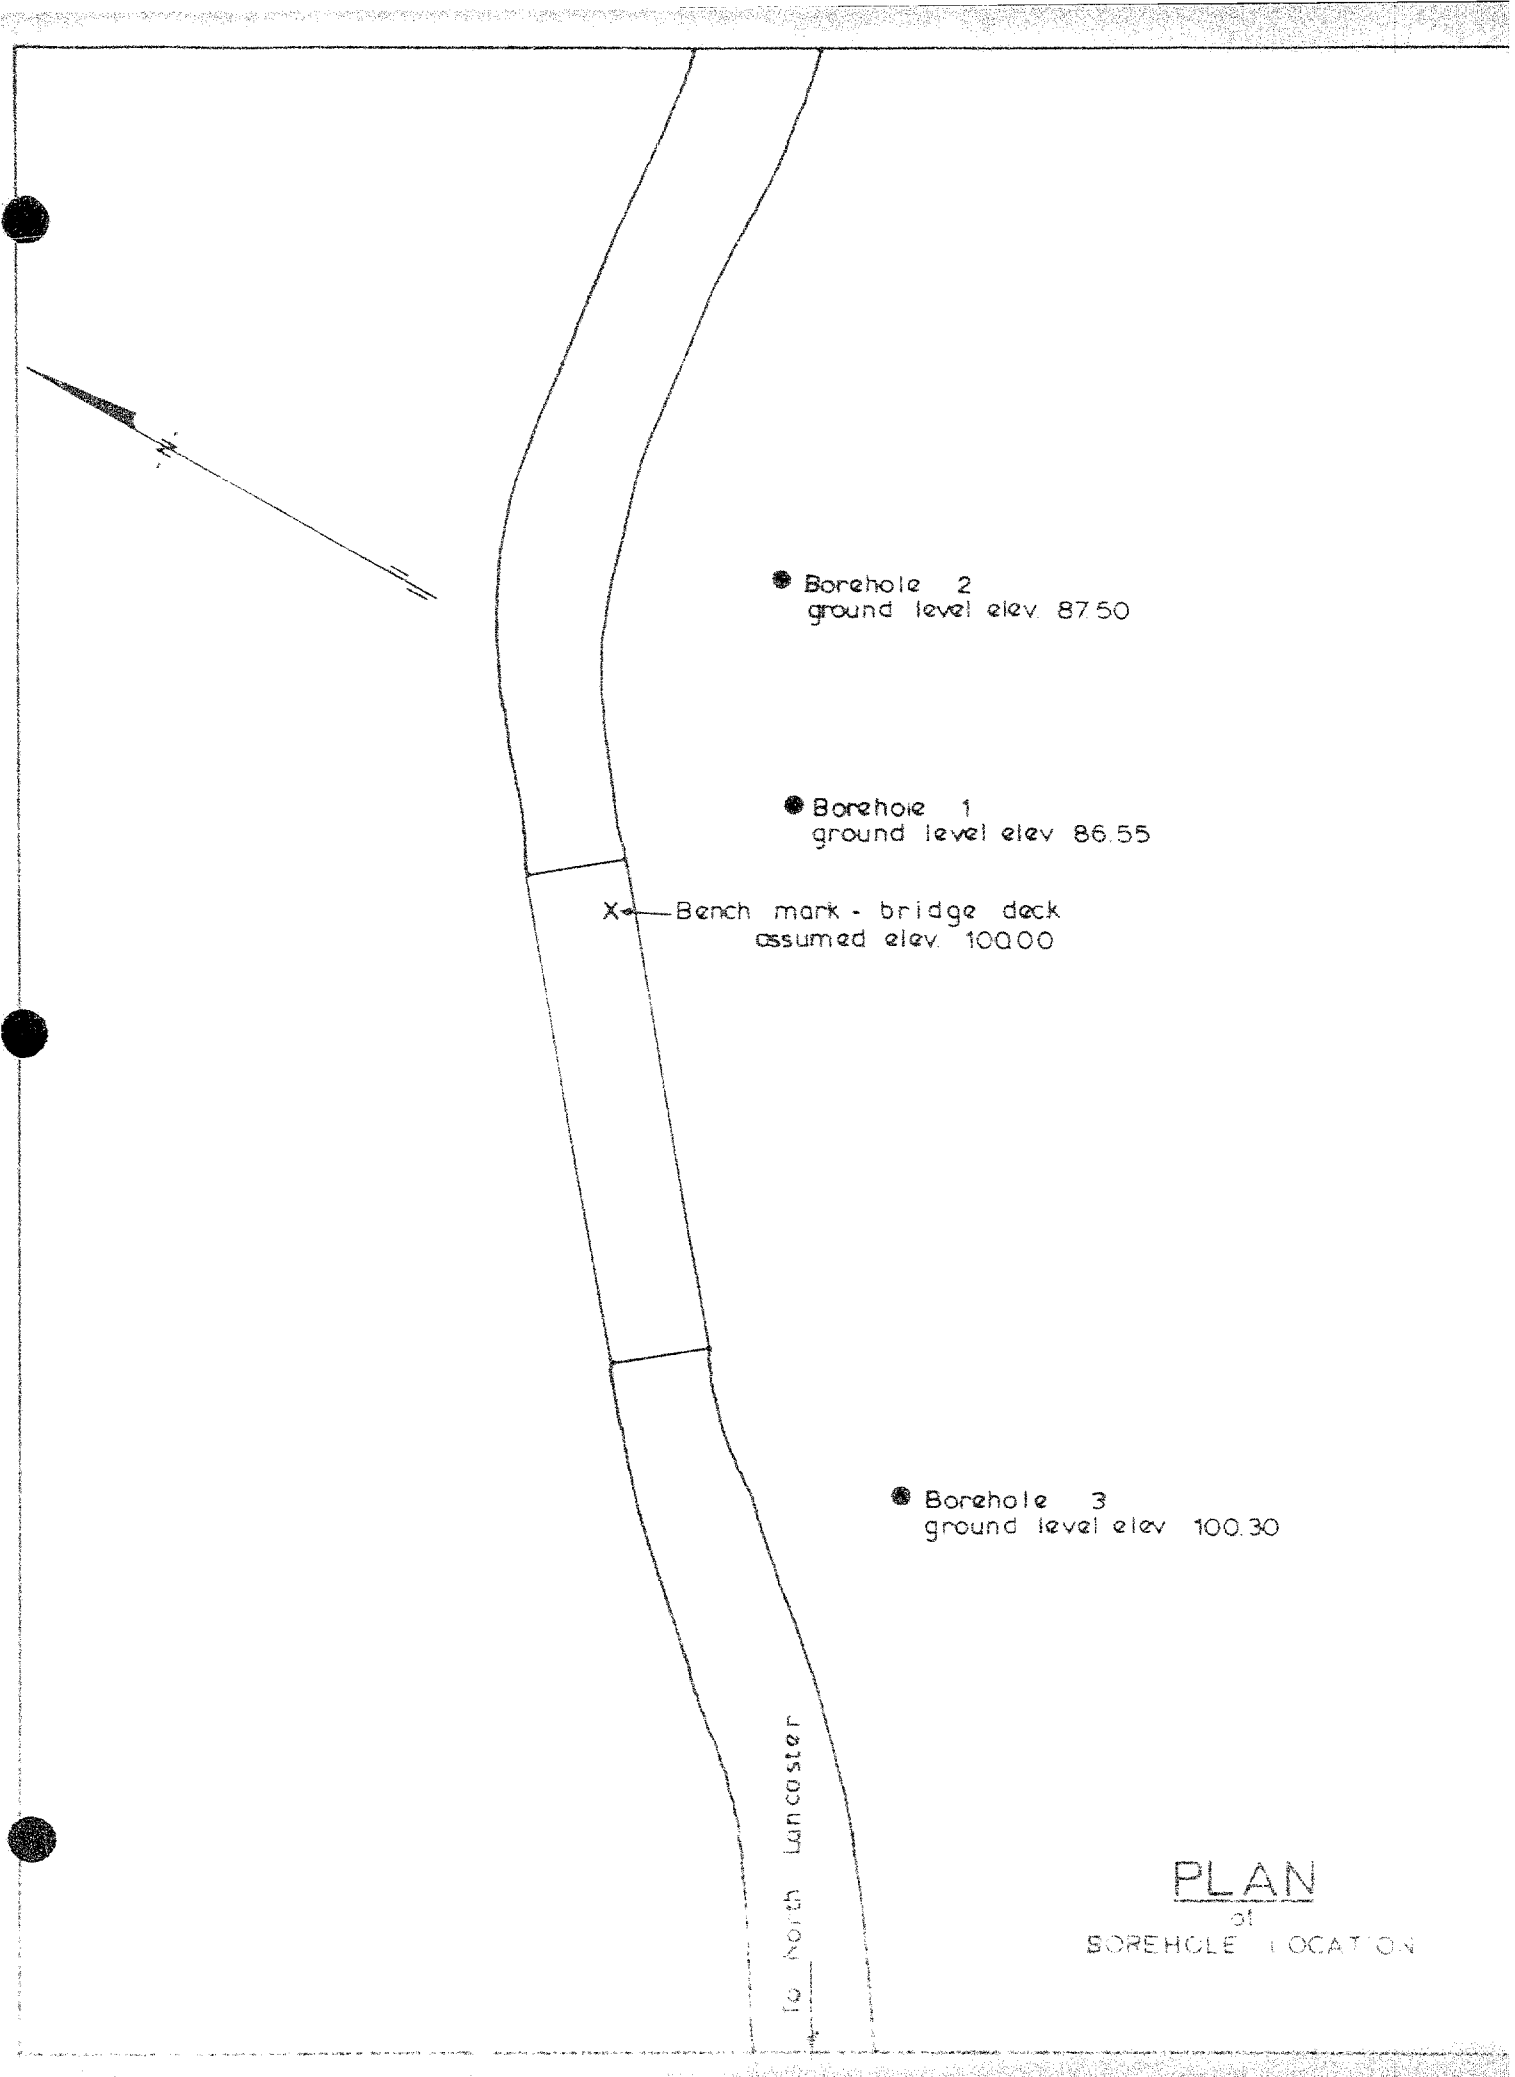 N
Borehole 2
ground level elev. 87.50
Borehole 1
ground level elev 86.55
X
Bench mark - bridge deck
assumed elev. 100.00
Borehole 3
ground level elev 100.30
To North Lancaster
PLAN
of
BOREHOLE LOCATION